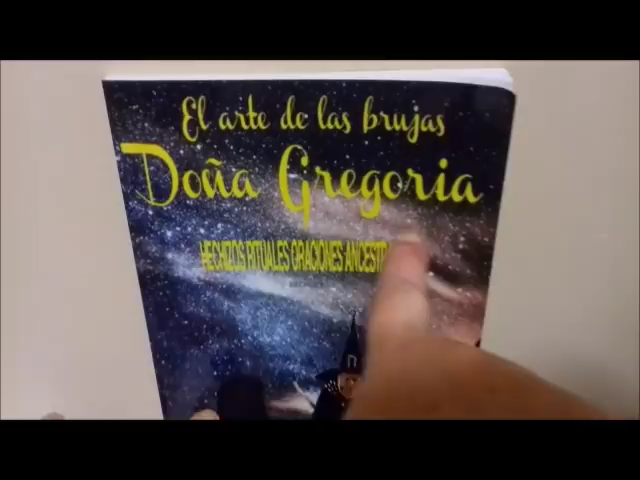 El arte de las brujas
Doña Gregoria
HECHIZOS RITUALES ORACIONES